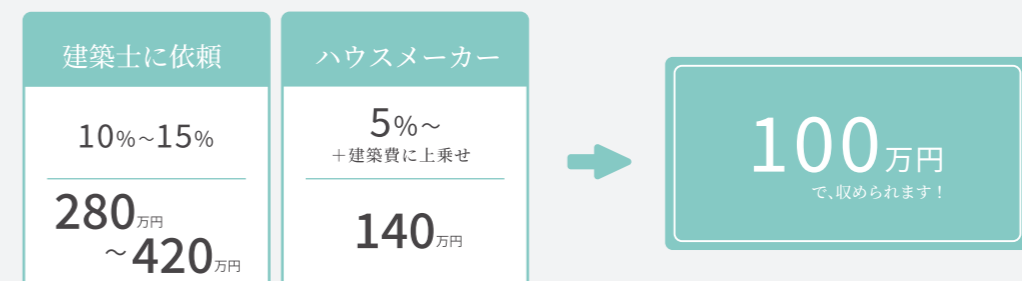 建築士に依頼
10%~15%
280万円
~420万円
ハウスメーカー
5%~
+建築費に上乗せ
140万円
100万円
で、収められます!